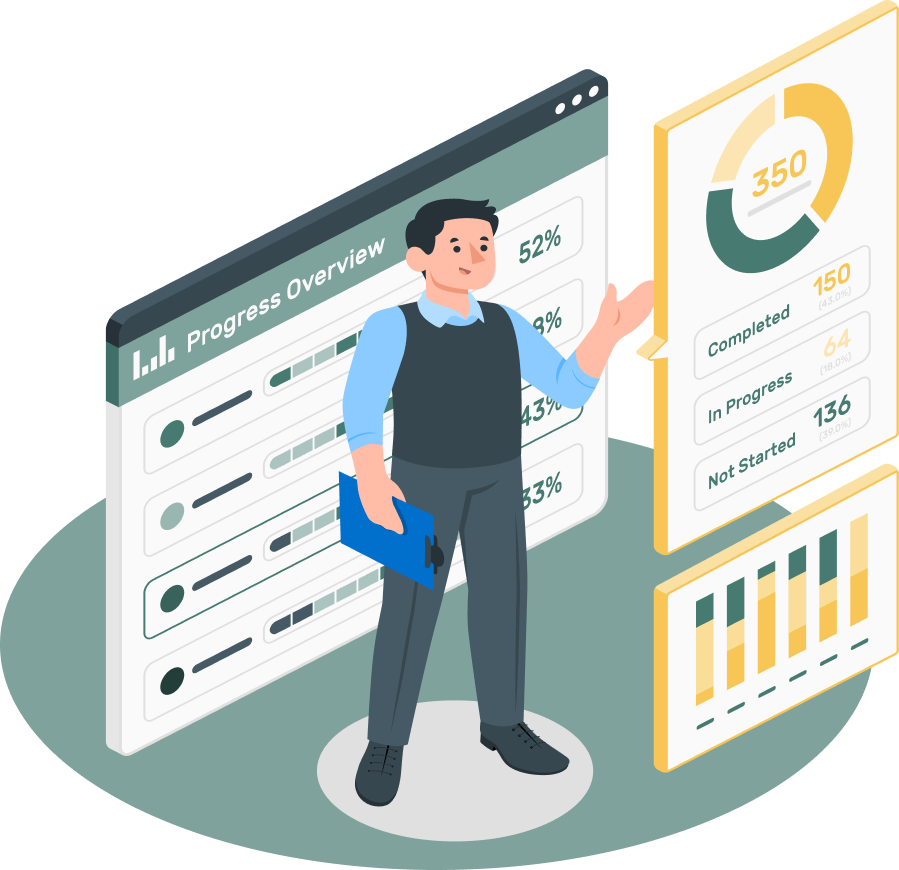 Progress Overview
52%
8%
43%
33%
350
Completed
150
(43.0%)
In Progress
64
(18.0%)
Not Started
136
(39.0%)